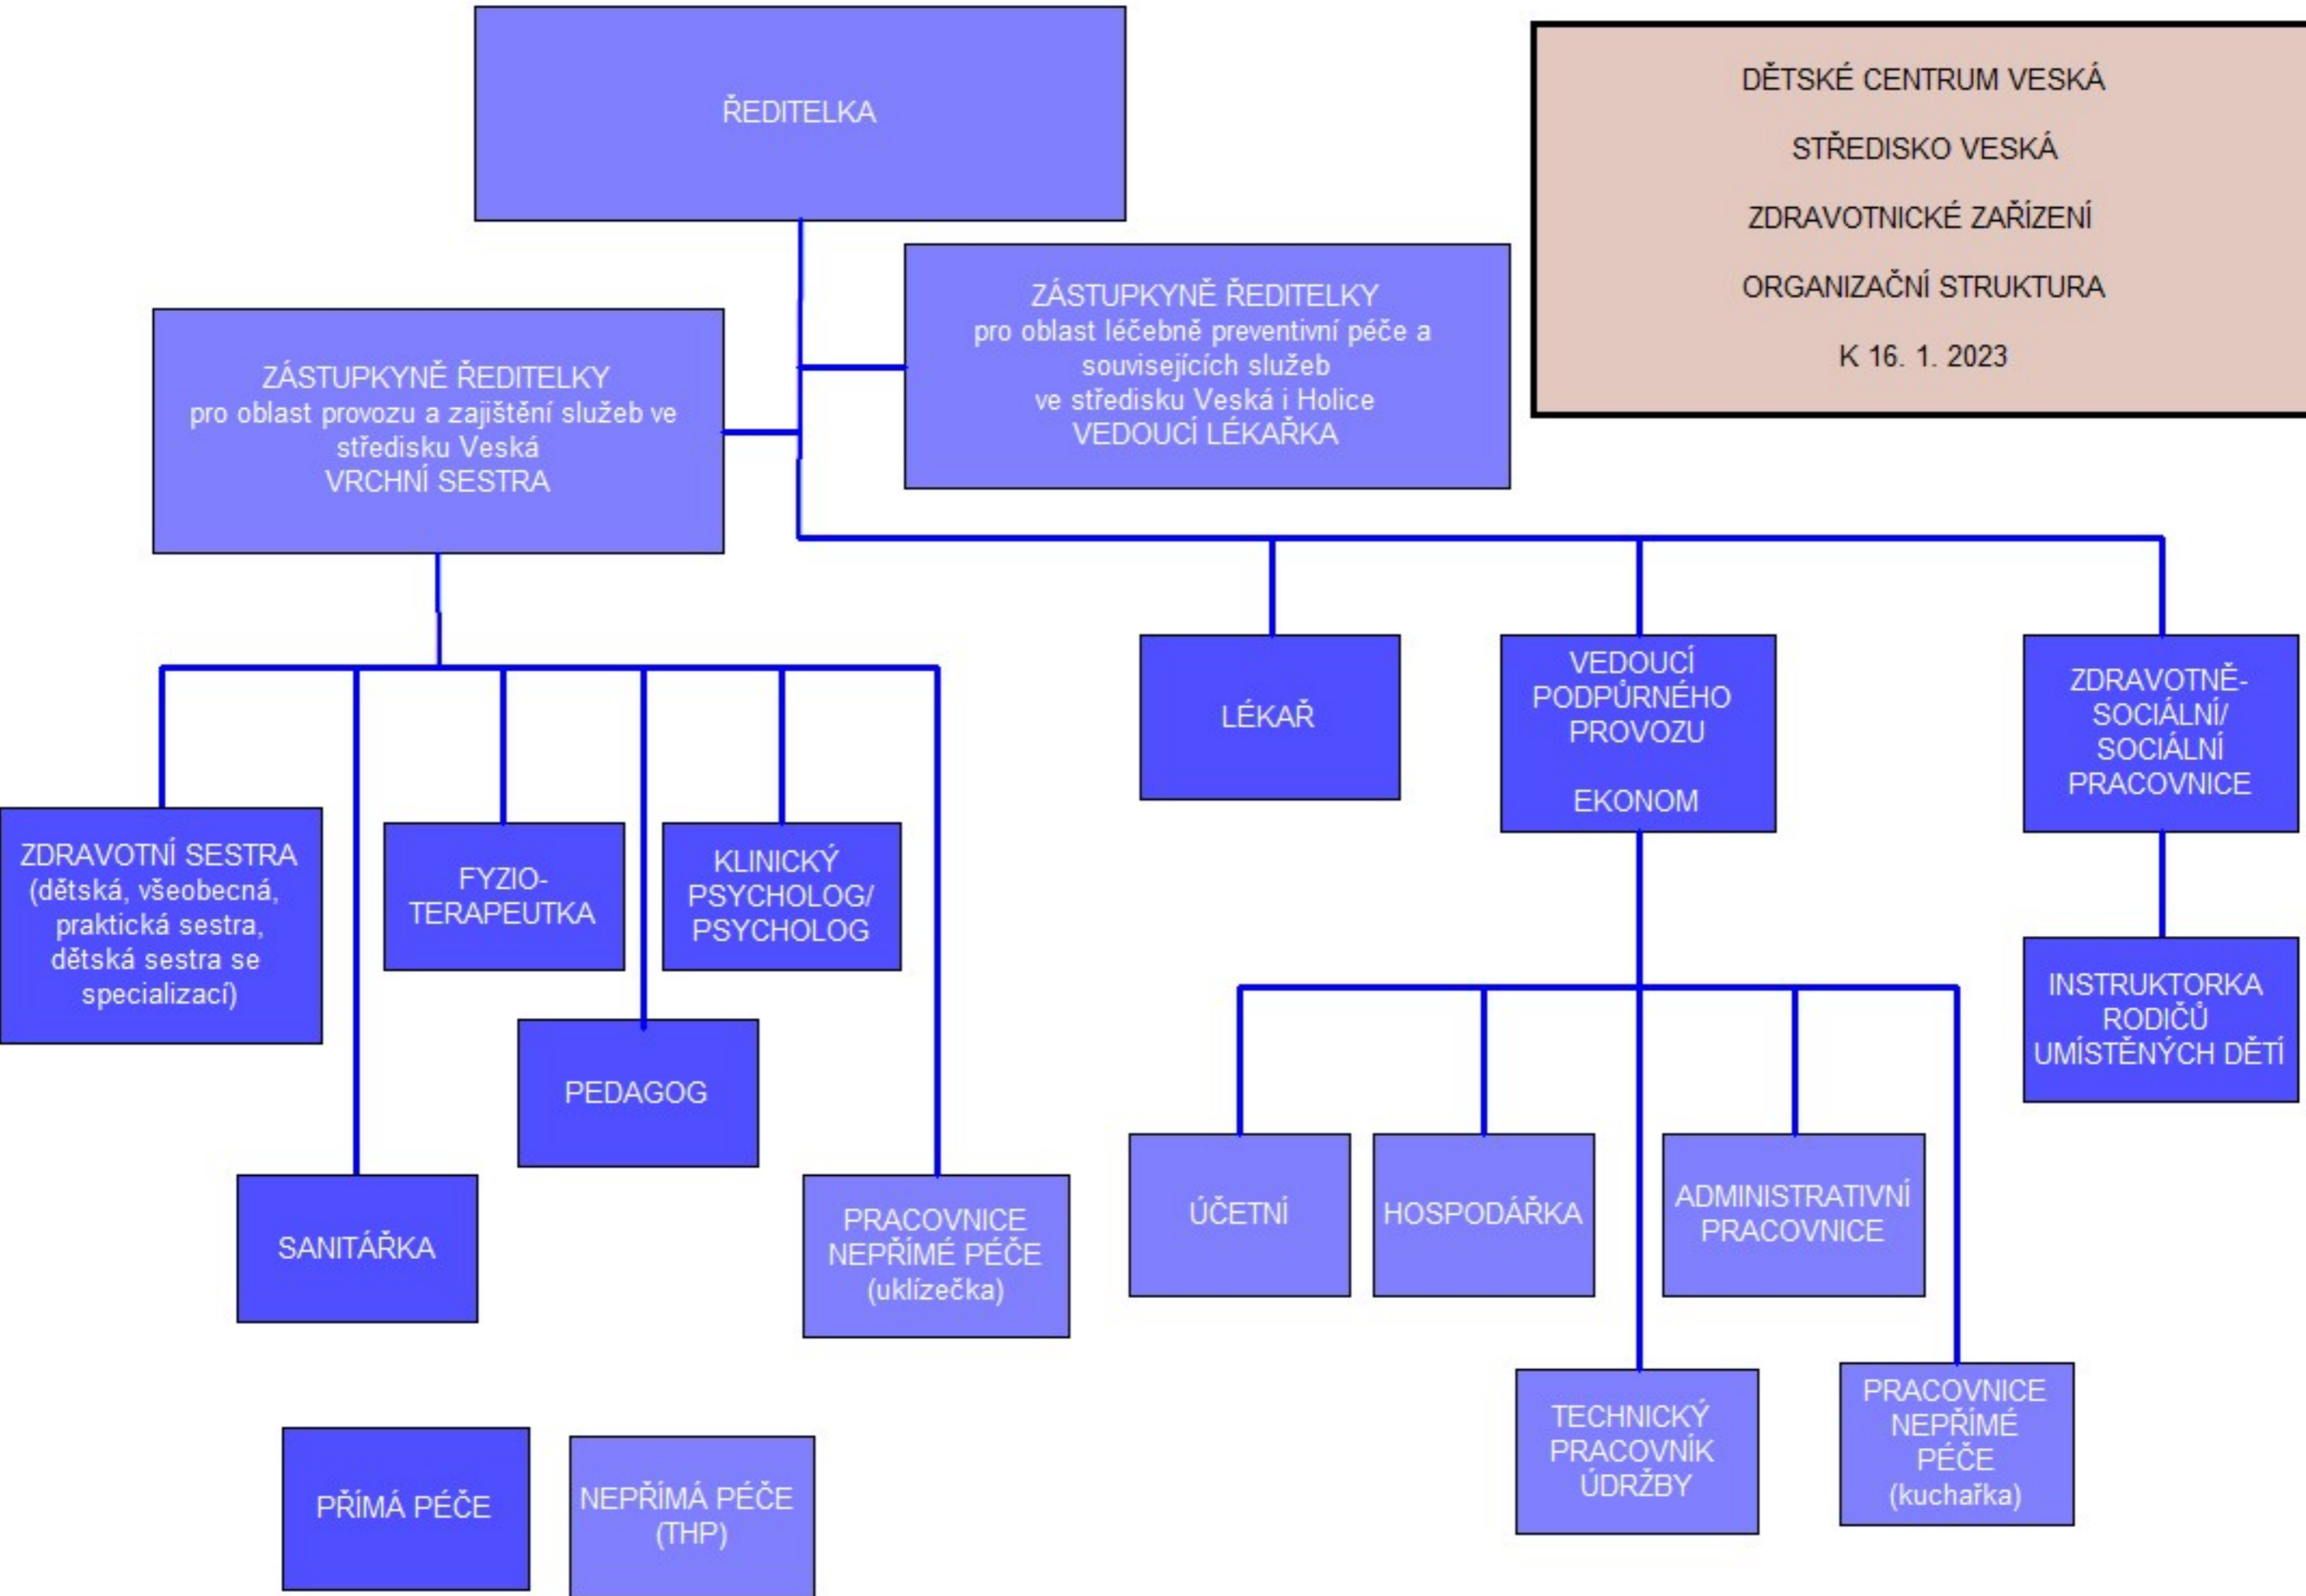 ŘEDITELKA
DĚTSKÉ CENTRUM VESKÁ
STŘEDISKO VESKÁ
ZDRAVOTNICKÉ ZAŘÍZENÍ
ORGANIZAČNÍ STRUKTURA
K 16. 1. 2023
ZÁSTUPKYNĚ ŘEDITELKY
pro oblast léčebně preventivní péče a
souvisejících služeb
ve středisku Veská i Holice
VEDOUCÍ LÉKAŘKA
ZÁSTUPKYNĚ ŘEDITELKY
pro oblast provozu a zajištění služeb ve
středisku Veská
VRCHNÍ SESTRA
LÉKAŘ
VEDOUCÍ
PODPŮRNÉHO
PROVOZU
EKONOM
ZDRAVOTNĚ-
SOCIÁLNÍ/
SOCIÁLNÍ
PRACOVNICE
ZDRAVOTNÍ SESTRA
(dětská, všeobecná,
praktická sestra,
dětská sestra se
specializací)
FYZIO-
TERAPEUTKA
KLINICKÝ
PSYCHOLOG/
PSYCHOLOG
INSTRUKTORKA
RODIČŮ
UMÍSTĚNÝCH DĚTÍ
PEDAGOG
SANITÁŘKA
PRACOVNICE
NEPŘÍMÉ PÉČE
(uklízečka)
ÚČETNÍ
HOSPODÁŘKA
ADMINISTRATIVNÍ
PRACOVNICE
TECHNICKÝ
PRACOVNÍK
ÚDRŽBY
PRACOVNICE
NEPŘÍMÉ
PÉČE
(kuchařka)
PŘÍMÁ PÉČE
NEPŘÍMÁ PÉČE
(THP)